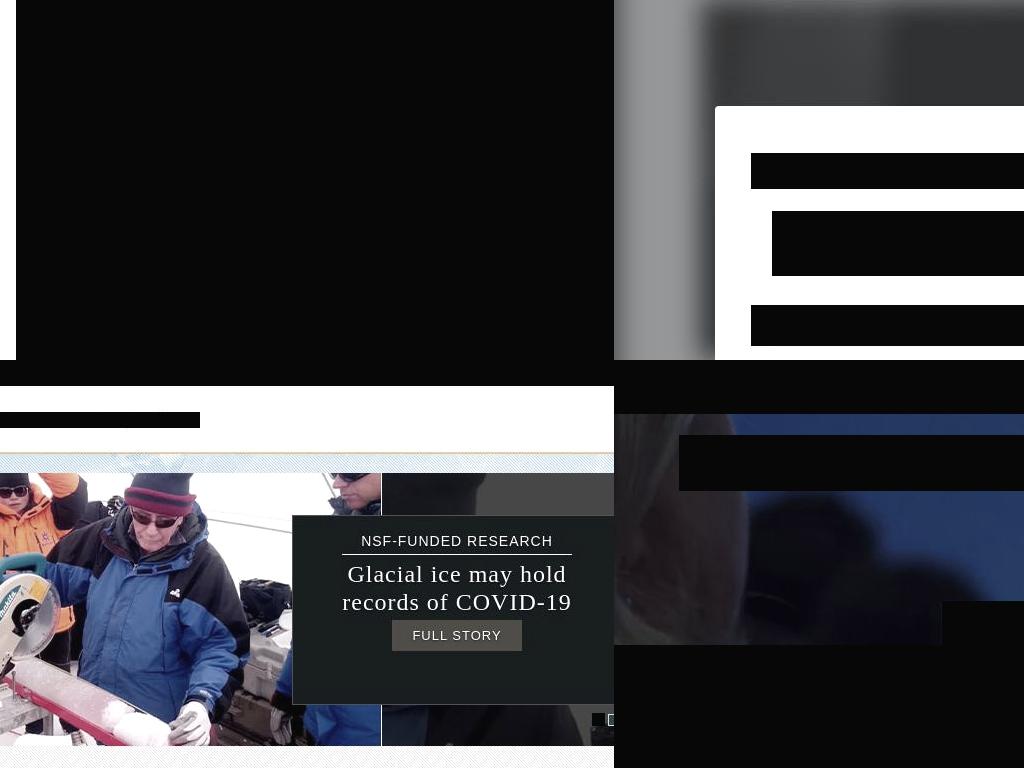 NSF-FUNDED RESEARCH
Glacial ice may hold
records of COVID-19
FULL STORY